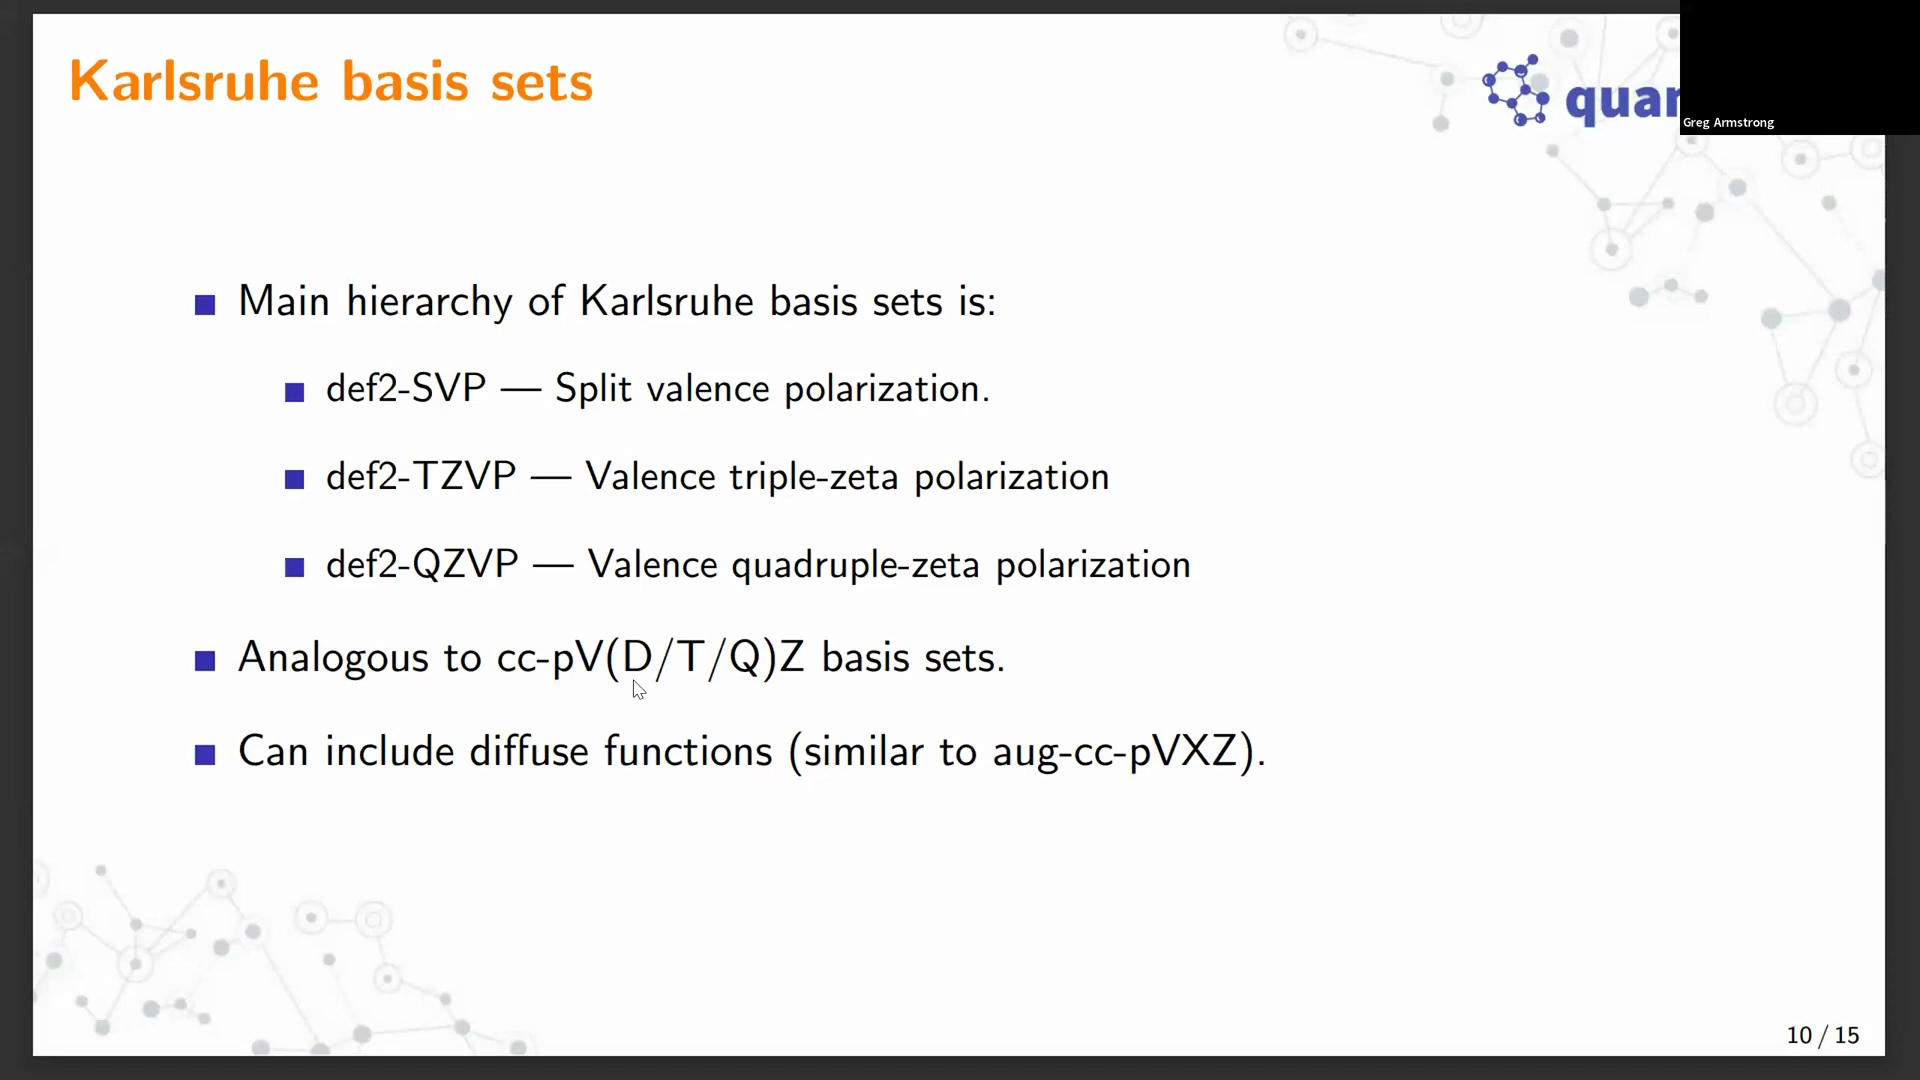 Karlsruhe basis sets
quan
Greg Armstrong
Main hierarchy of Karlsruhe basis sets is:
def2-SVP — Split valence polarization.
def2-TZVP — Valence triple-zeta polarization
def2-QZVP — Valence quadruple-zeta polarization
Analogous to cc-pV(D/T/Q)Z basis sets.
Can include diffuse functions (similar to aug-cc-pVXZ).
10 / 15